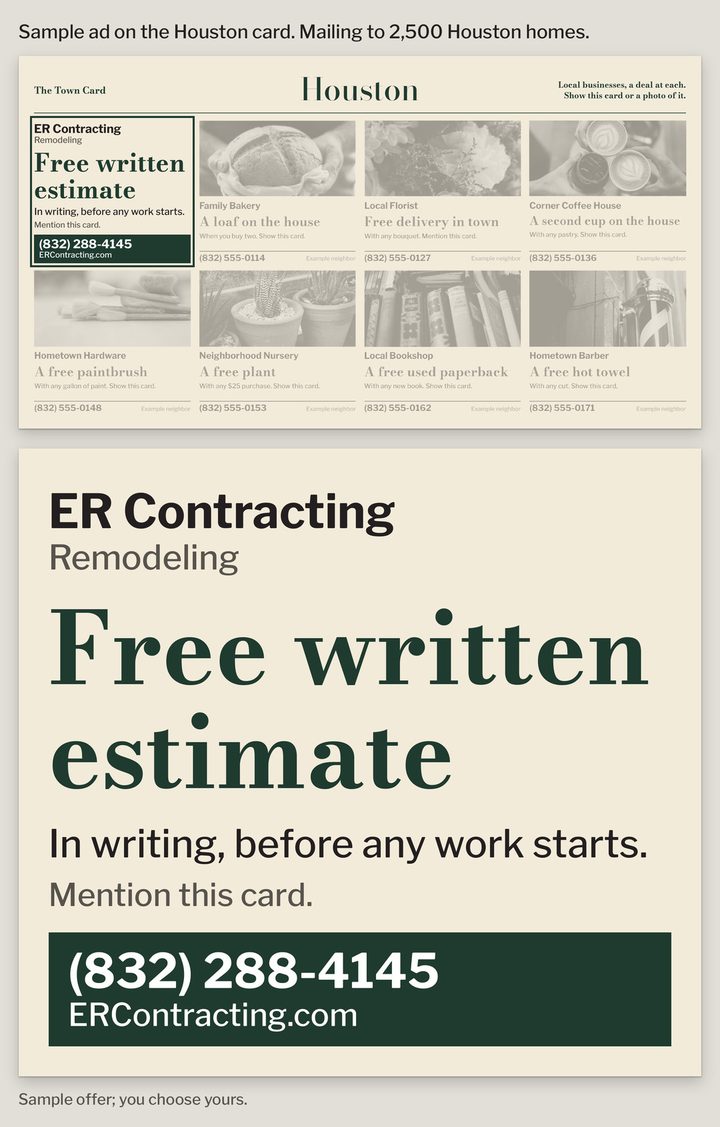 Sample ad on the Houston card. Mailing to 2,500 Houston homes.
The Town Card
Houston
Local businesses, a deal at each.
Show this card or a photo of it.
ER Contracting
Remodeling
Free written
estimate
In writing, before any work starts.
Mention this card.
(832) 288-4145
ERContracting.com
Family Bakery
A loaf on the house
When you buy two. Show this card.
(832) 555-0114
Example neighbor
Local Florist
Free delivery in town
With any bouquet. Mention this card.
(832) 555-0127
Example neighbor
Corner Coffee House
A second cup on the house
With any pastry. Show this card.
(832) 555-0136
Example neighbor
Hometown Hardware
A free paintbrush
With any gallon of paint. Show this card.
(832) 555-0148
Example neighbor
Neighborhood Nursery
A free plant
With any $25 purchase. Show this card.
(832) 555-0153
Example neighbor
Local Bookshop
A free used paperback
With any new book. Show this card.
(832) 555-0162
Example neighbor
Hometown Barber
A free hot towel
With any cut. Show this card.
(832) 555-0171
Example neighbor
ER Contracting
Remodeling
Free written
estimate
In writing, before any work starts.
Mention this card.
(832) 288-4145
ERContracting.com
Sample offer; you choose yours.